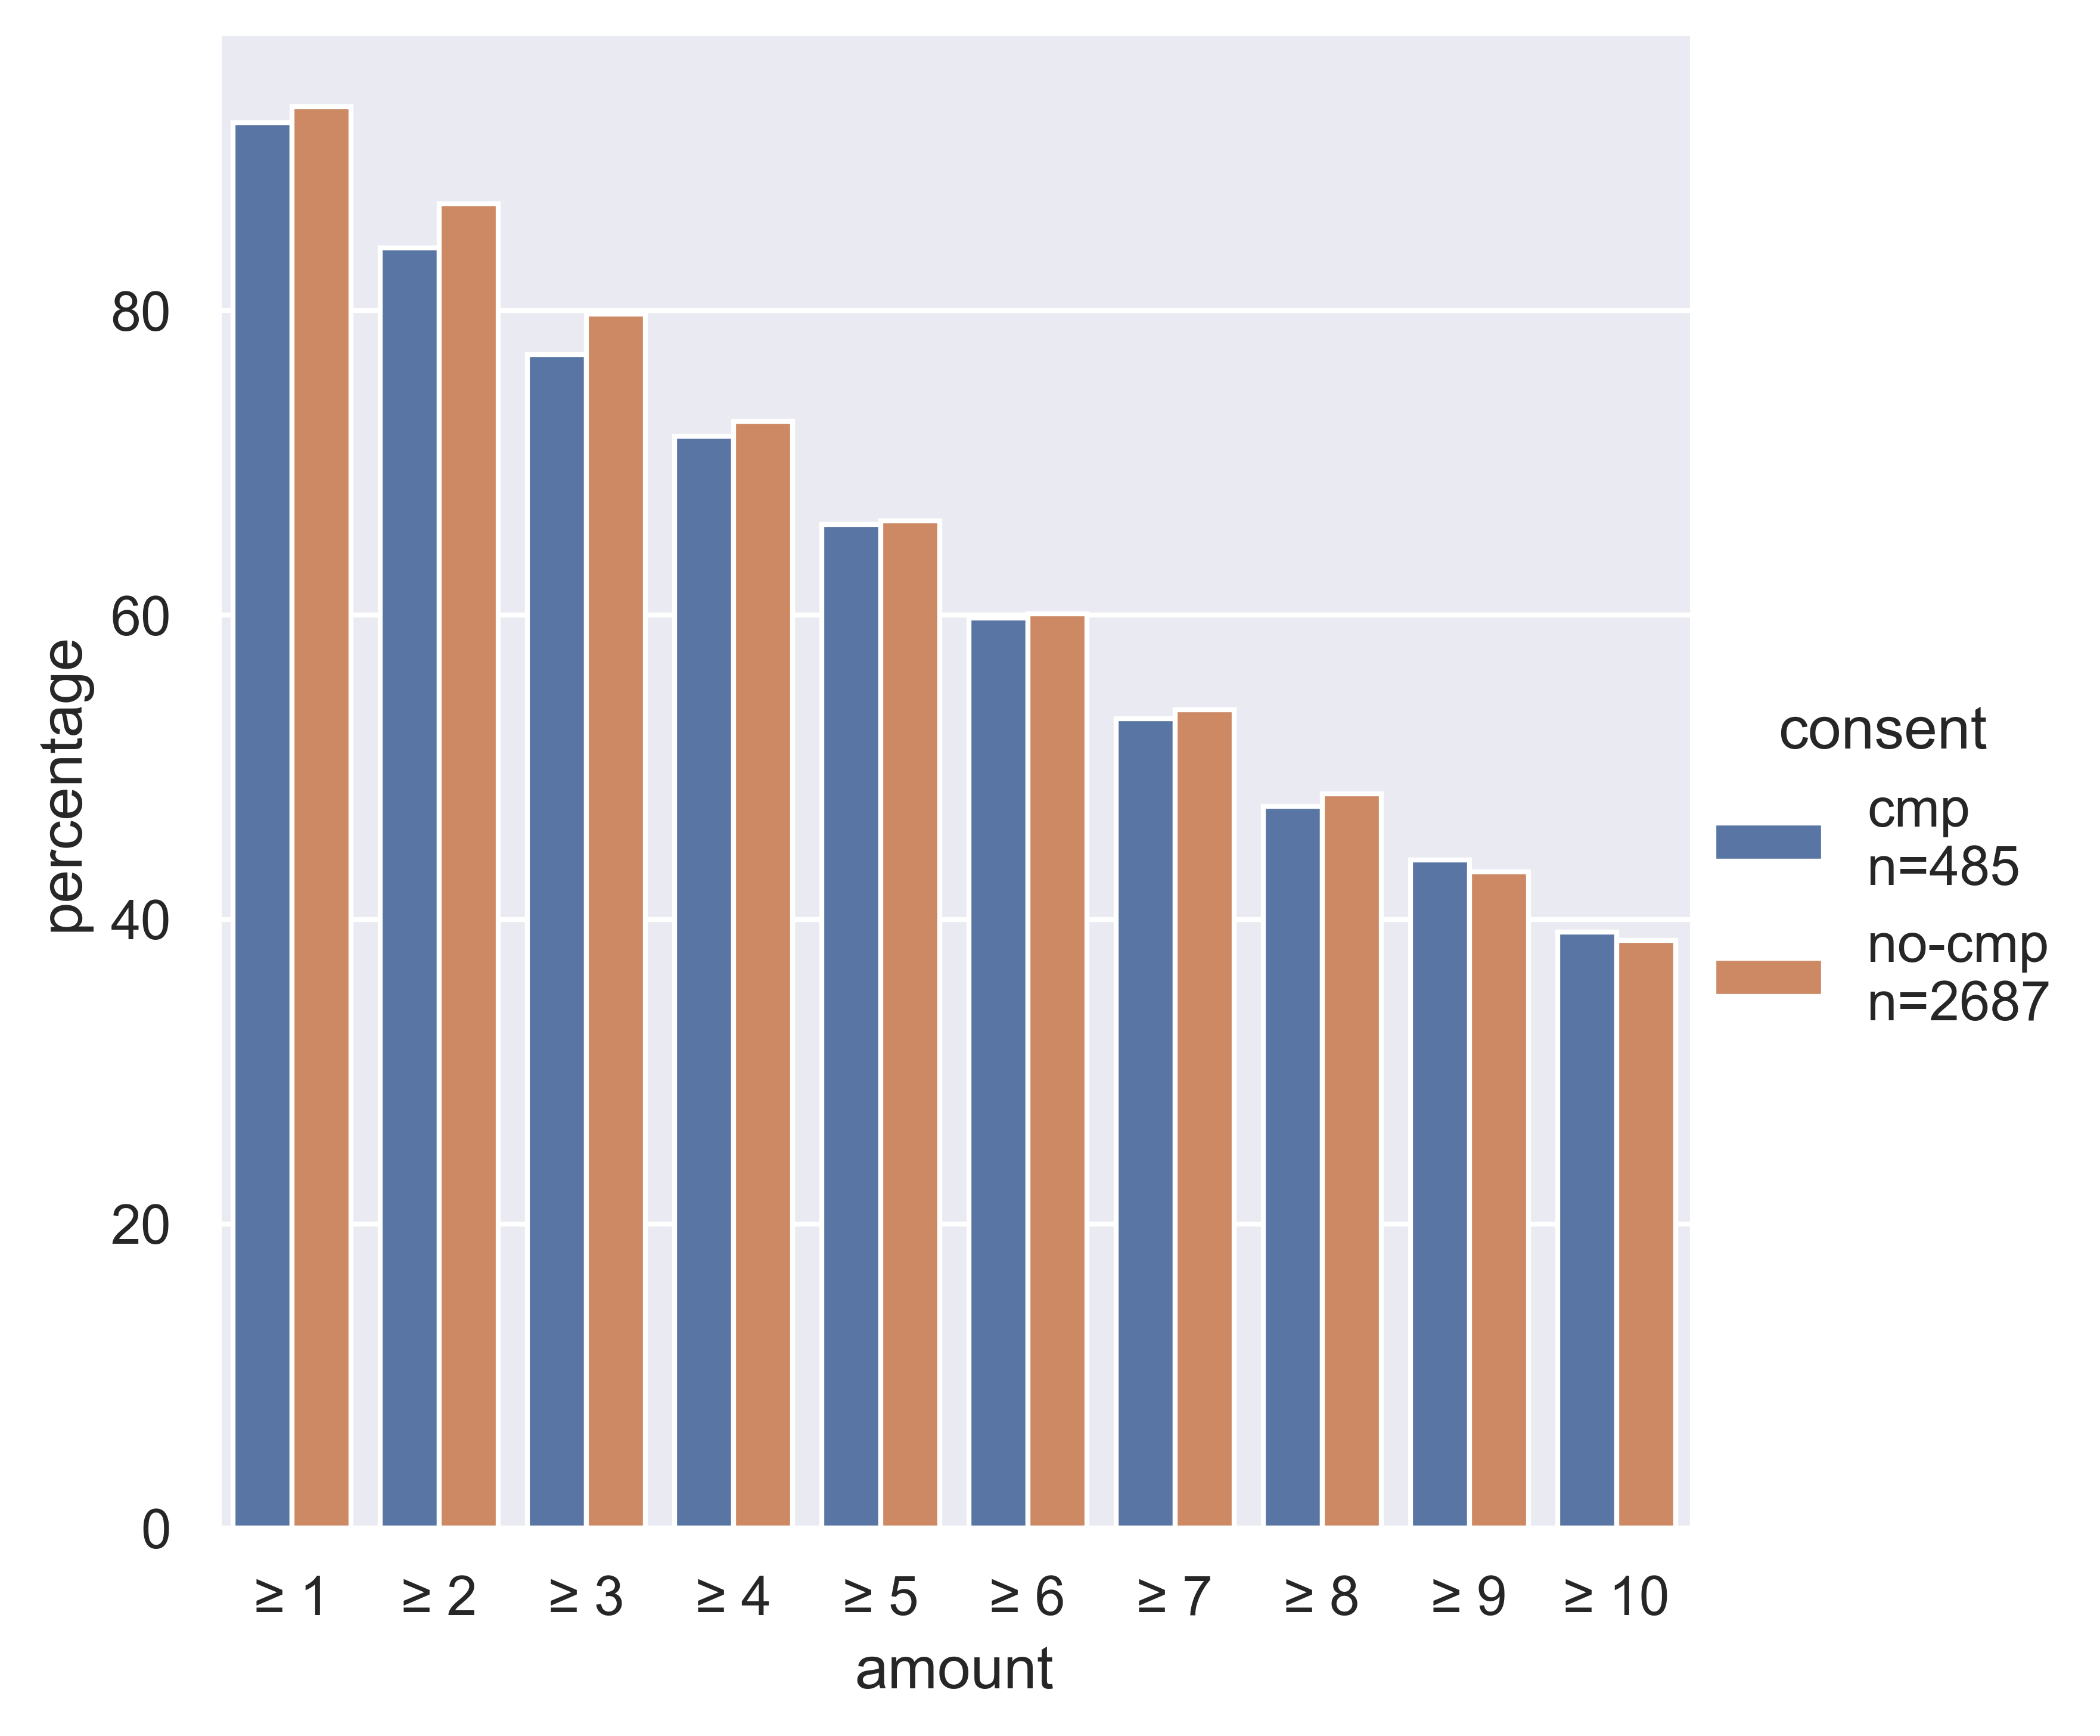 80
60
40
20
0
percentage
≥ 1 ≥ 2 ≥ 3 ≥ 4 ≥ 5 ≥ 6 ≥ 7 ≥ 8 ≥ 9 ≥ 10
amount
consent
cmp
n=485
no-cmp
n=2687